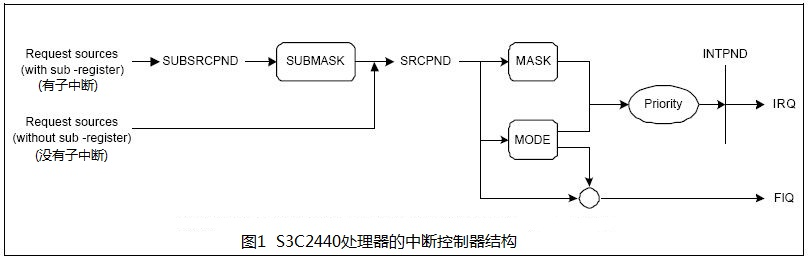 Request sources
(with sub -register)
(有子中断)
SUBSRCPND
SUBMASK
SRCPND
MASK
INTPND
Request sources
(without sub -register)
(没有子中断)
MODE
Priority
IRQ
FIQ
图1 S3C2440处理器的中断控制器结构